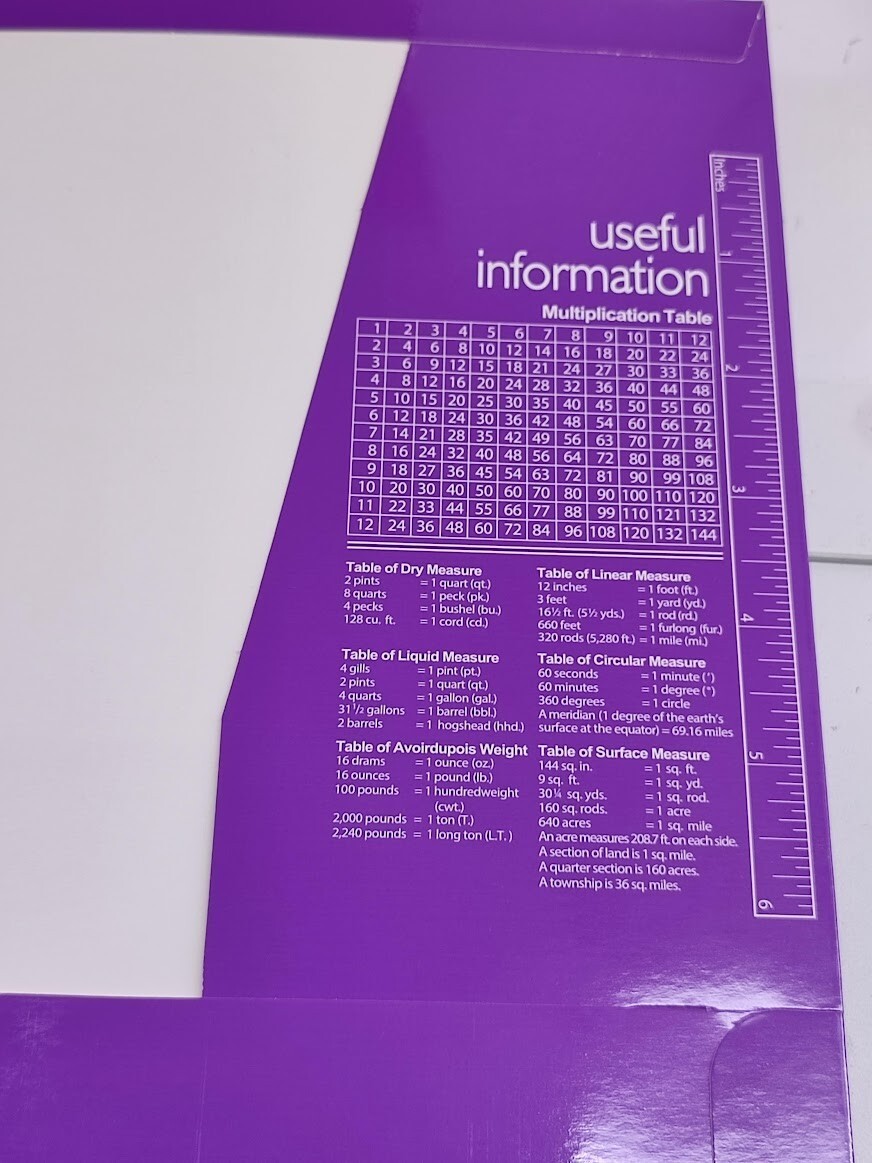 Inches
1
2
3
4
5
6
useful
information
Multiplication Table
1 2 3 4 5 6 7 8 9 10 11 12
2 4 6 8 10 12 14 16 18 20 22 24
3 6 9 12 15 18 21 24 27 30 33 36
4 8 12 16 20 24 28 32 36 40 44 48
5 10 15 20 25 30 35 40 45 50 55 60
6 12 18 24 30 36 42 48 54 60 66 72
7 14 21 28 35 42 49 56 63 70 77 84
8 16 24 32 40 48 56 64 72 80 88 96
9 18 27 36 45 54 63 72 81 90 99 108
10 20 30 40 50 60 70 80 90 100 110 120
11 22 33 44 55 66 77 88 99 110 121 132
12 24 36 48 60 72 84 96 108 120 132 144
Table of Dry Measure
2 pints = 1 quart (qt.)
8 quarts = 1 peck (pk.)
4 pecks = 1 bushel (bu.)
128 cu. ft. = 1 cord (cd.)
Table of Liquid Measure
4 gills = 1 pint (pt.)
2 pints = 1 quart (qt.)
4 quarts = 1 gallon (gal.)
31 1/2 gallons = 1 barrel (bbl.)
2 barrels = 1 hogshead (hhd.)
Table of Avoirdupois Weight
16 drams = 1 ounce (oz.)
16 ounces = 1 pound (lb.)
100 pounds = 1 hundredweight
(cwt.)
2,000 pounds = 1 ton (T.)
2,240 pounds = 1 long ton (L.T.)
Table of Linear Measure
12 inches = 1 foot (ft.)
3 feet = 1 yard (yd.)
16½ ft. (5½ yds.) = 1 rod (rd.)
660 feet = 1 furlong (fur.)
320 rods (5,280 ft.) = 1 mile (mi.)
Table of Circular Measure
60 seconds = 1 minute (')
60 minutes = 1 degree (°)
360 degrees = 1 circle
A meridian (1 degree of the earth's
surface at the equator) = 69.16 miles
Table of Surface Measure
144 sq. in. = 1 sq. ft.
9 sq. ft. = 1 sq. yd.
30¼ sq. yds. = 1 sq. rod.
160 sq. rods. = 1 acre
640 acres = 1 sq. mile
An acre measures 208.7 ft. on each side.
A section of land is 1 sq. mile.
A quarter section is 160 acres.
A township is 36 sq. miles.